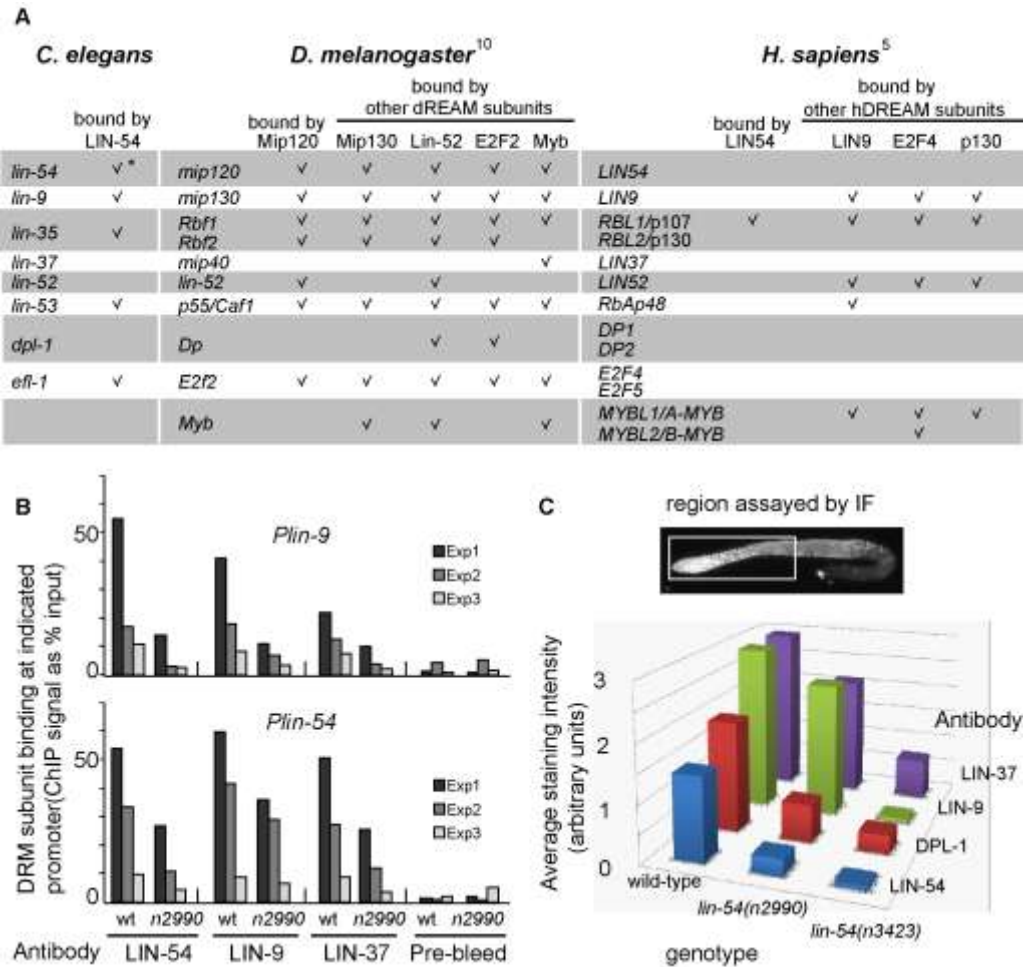 A
C. elegans D. melanogaster10 H. sapiens5
bound by LIN-54
bound by Mip120
bound by other dREAM subunits
Mip130 Lin-52 E2F2 Myb
bound by LIN54
bound by other hDREAM subunits
LIN9 E2F4 p130
lin-54 √* mip120 √ √ √ √ √ LIN54
lin-9 √ mip130 √ √ √ √ √ LIN9 √ √ √
lin-35 √ Rbf1 √ √ √ √ √ RBL1/p107 √ √ √ √
Rbf2 √ √ √ √ RBL2/p130
lin-37 mip40 √ LIN37
lin-52 lin-52 √ √ LIN52 √ √ √
lin-53 √ p55/Caf1 √ √ √ √ √ RbAp48 √
dpl-1 Dp √ √ DP1
DP2
efl-1 √ E2f2 √ √ √ √ √ E2F4
E2F5
Myb √ √ √ MYBL1/A-MYB √ √ √
MYBL2/B-MYB √
B
DRM subunit binding at indicated
promoter(ChIP signal as % input)
50
0
Plin-9
Exp1
Exp2
Exp3
50
0
Plin-54
Exp1
Exp2
Exp3
wt n2990 wt n2990 wt n2990 wt n2990
Antibody LIN-54 LIN-9 LIN-37 Pre-bleed
C
region assayed by IF
Average staining intensity
(arbitrary units)
3
2
1
0
Antibody
LIN-37
LIN-9
DPL-1
LIN-54
wild-type
lin-54(n2990)
lin-54(n3423)
genotype